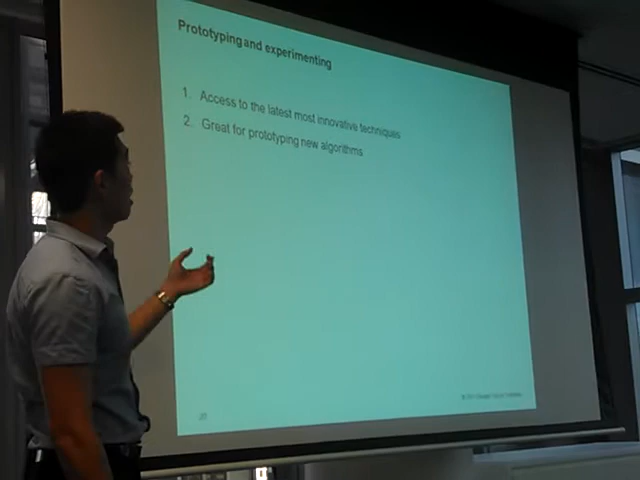 Prototyping and experimenting
1. Access to the latest most innovative techniques
2. Great for prototyping new algorithms